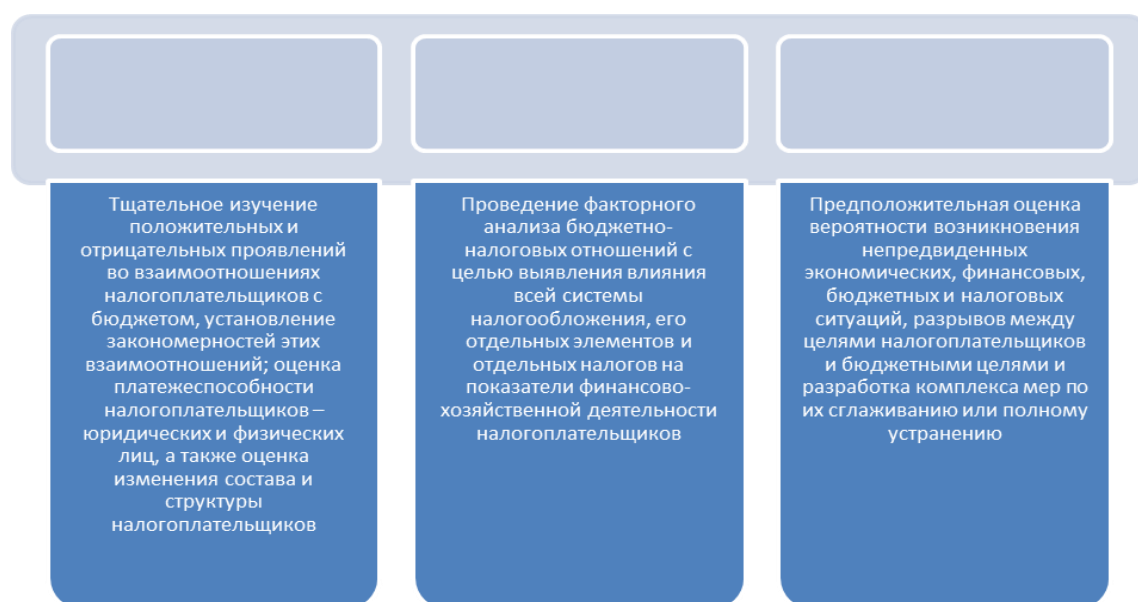 Тщательное изучение
положительных и
отрицательных проявлений
во взаимоотношениях
налогоплательщиков с
бюджетом, установление
закономерностей этих
взаимоотношений; оценка
платежеспособности
налогоплательщиков –
юридических и физических
лиц, а также оценка
изменения состава и
структуры
налогоплательщиков
Проведение факторного
анализа бюджетно-
налоговых отношений с
целью выявления влияния
всей системы
налогообложения, его
отдельных элементов и
отдельных налогов на
показатели финансово-
хозяйственной деятельности
налогоплательщиков
Предположительная оценка
вероятности возникновения
непредвиденных
экономических, финансовых,
бюджетных и налоговых
ситуаций, разрывов между
целями налогоплательщиков
и бюджетными целями и
разработка комплекса мер по
их сглаживанию или полному
устранению